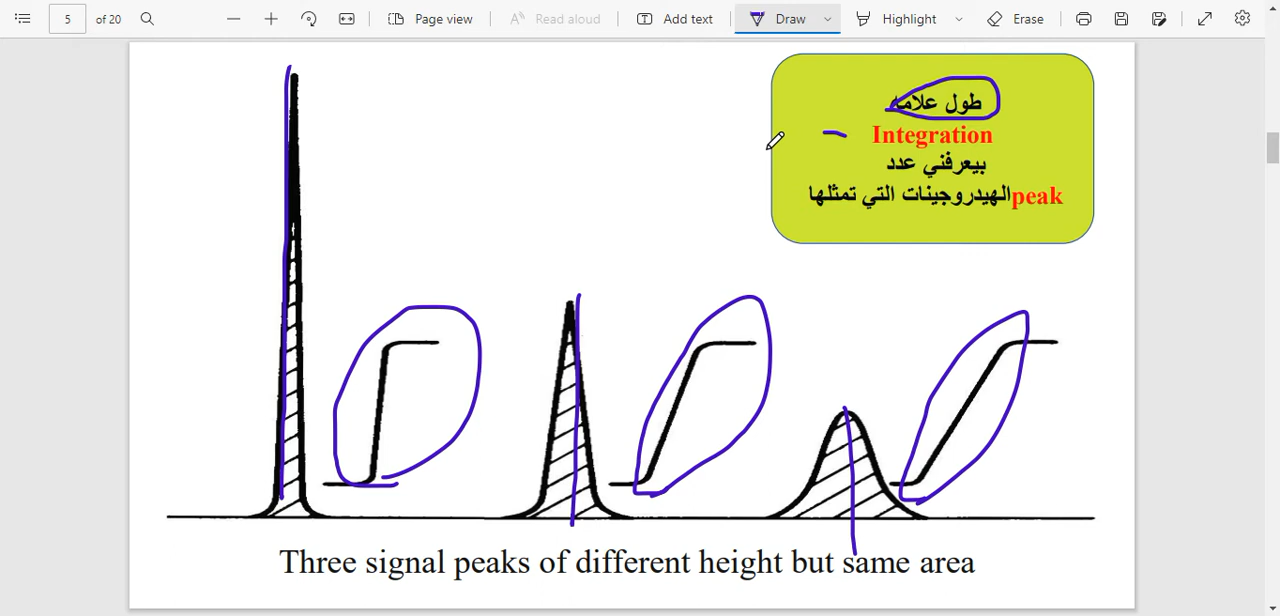 5 of 20 Page view Read aloud Add text Draw Highlight Erase
طول علامه
Integration
بيعرفني عدد
الهيدروجينات التي تمثلها peak
Three signal peaks of different height but same area